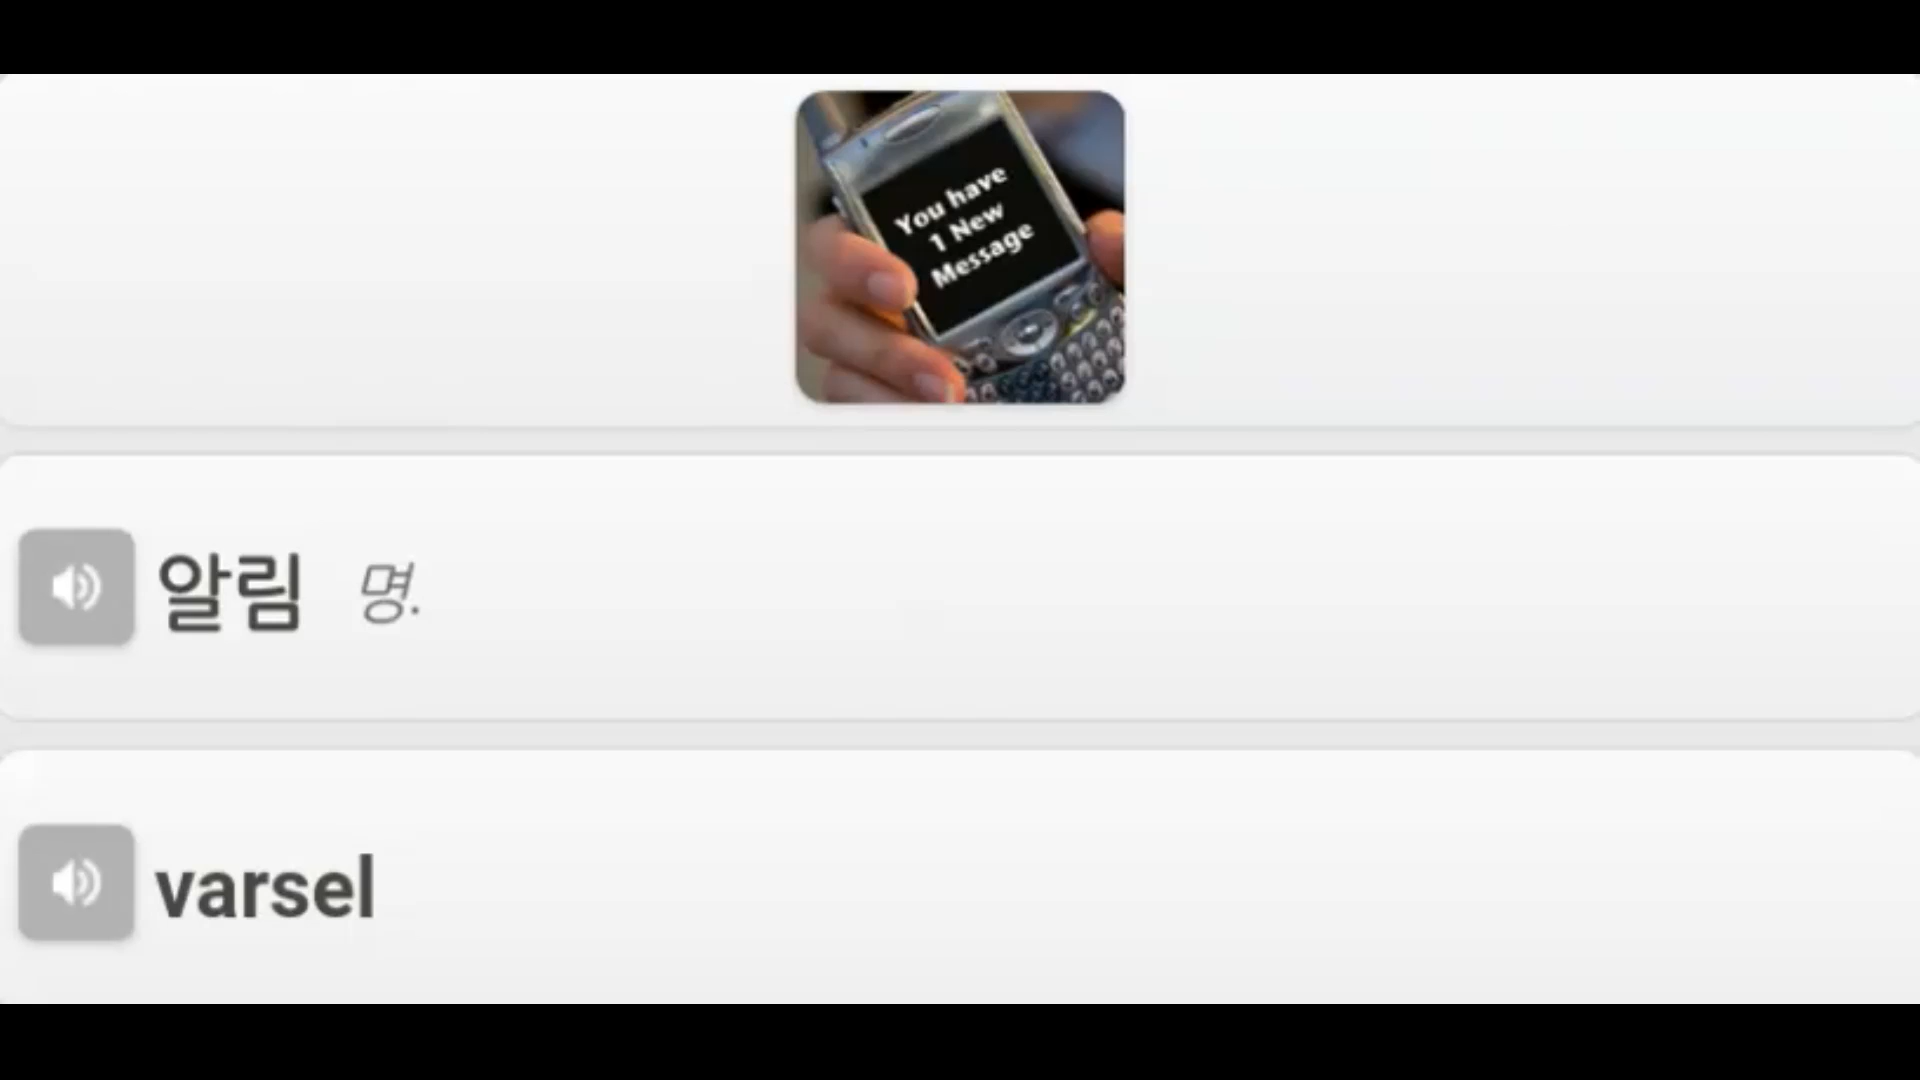 You have
1 New
Message
알림 명.
varsel